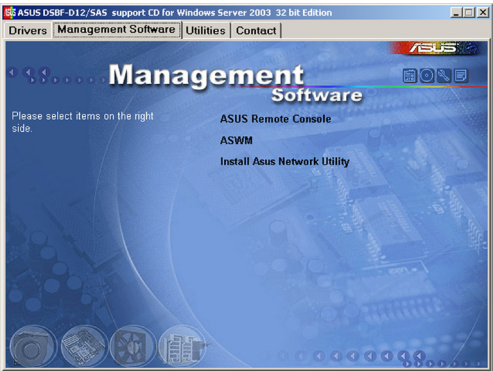 ASUS DSBF-D12/SAS support CD for Windows Server 2003 32 bit Edition
Drivers Management Software Utilities Contact
ASUS
Management
Software
Please select items on the right
side.
ASUS Remote Console
ASWM
Install Asus Network Utility